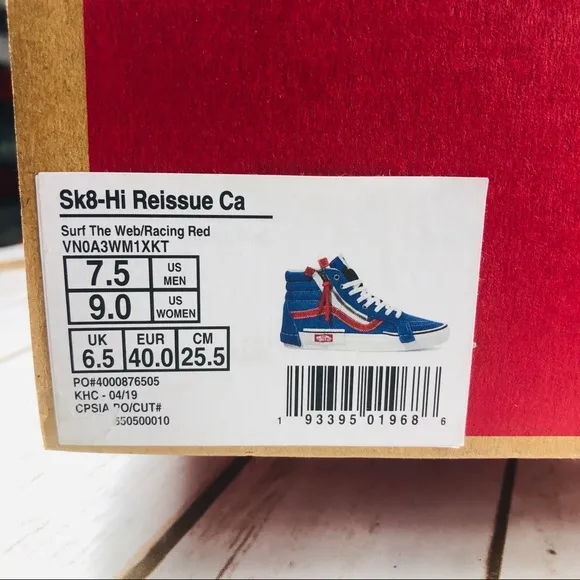 Sk8-Hi Reissue Ca
Surf The Web/Racing Red
VN0A3WM1XKT
7.5 US MEN
9.0 US WOMEN
UK EUR CM
6.5 40.0 25.5
PO#4000876505
KHC - 04/19
CPSIA PO/CUT#
550500010
1 93395 01968 6